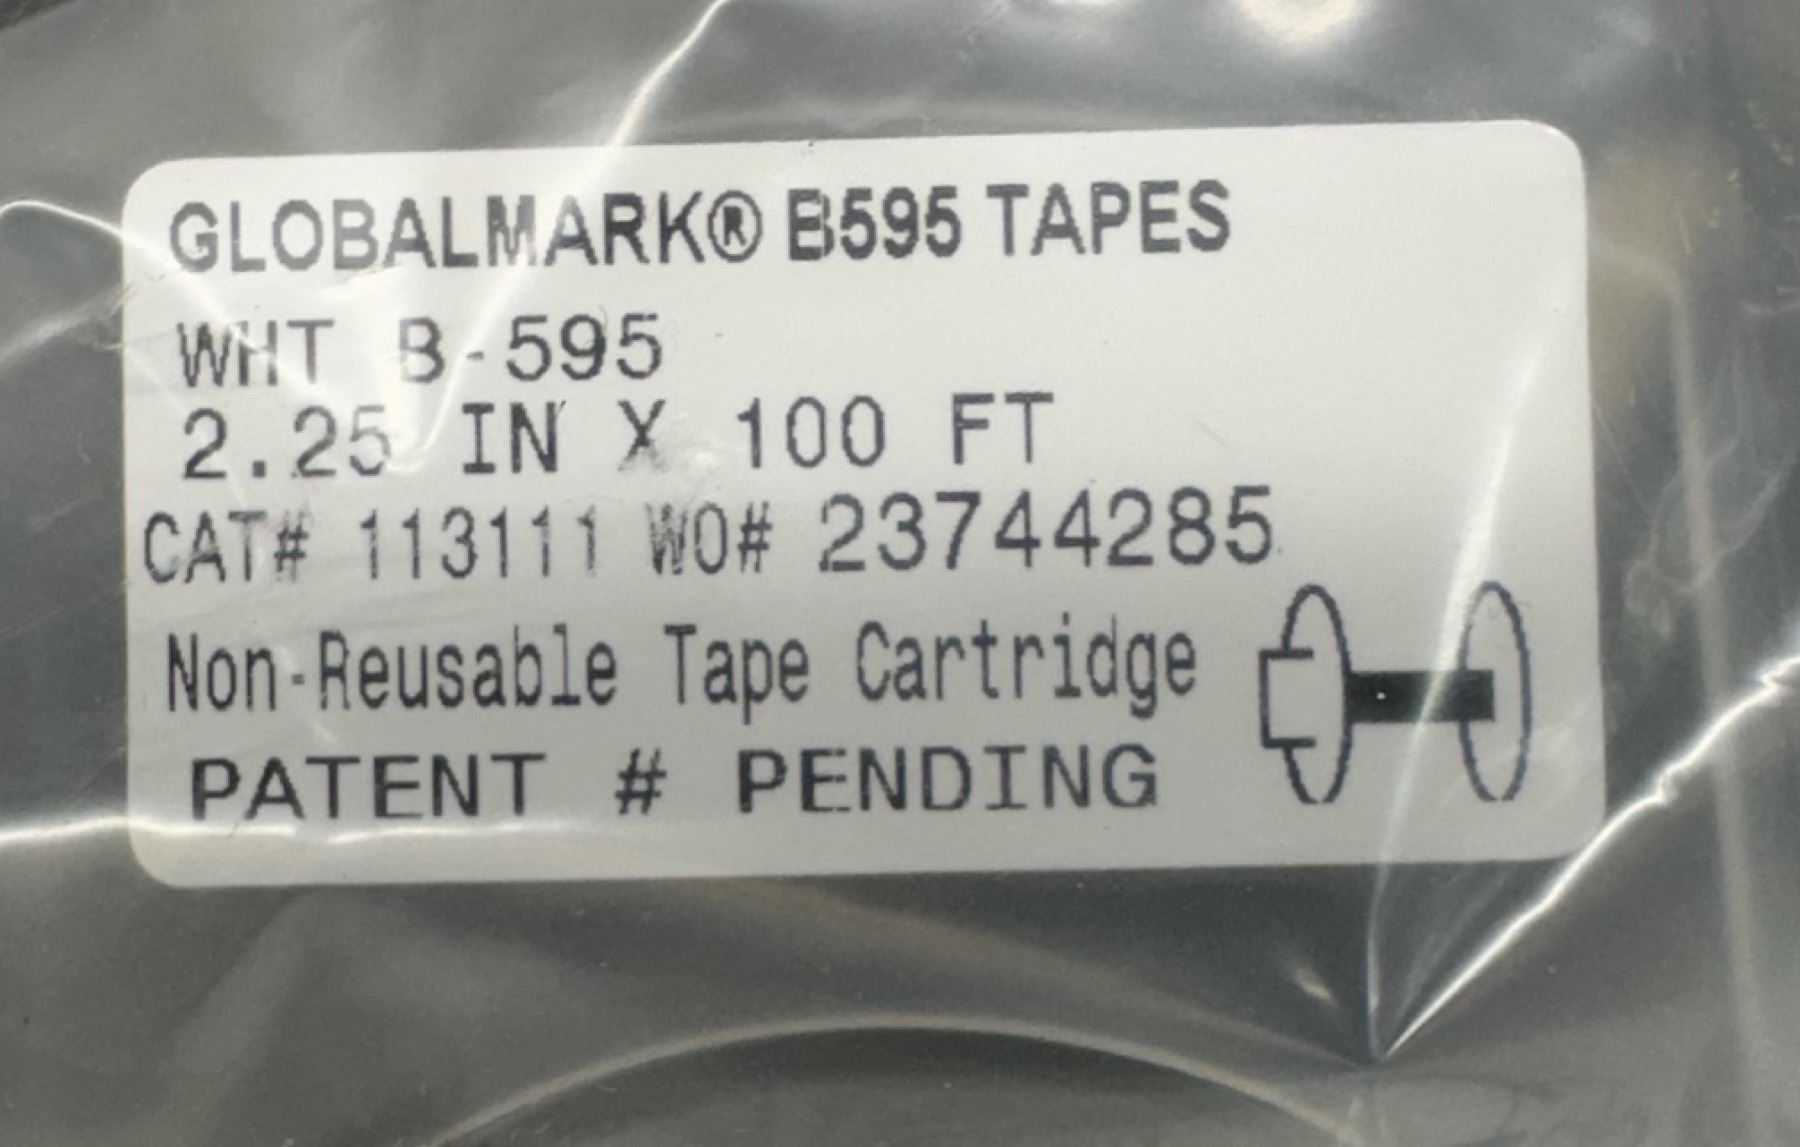 GLOBALMARK® B595 TAPES
WHT B-595
2.25 IN X 100 FT
CAT# 113111 WO# 23744285
Non-Reusable Tape Cartridge
PATENT # PENDING